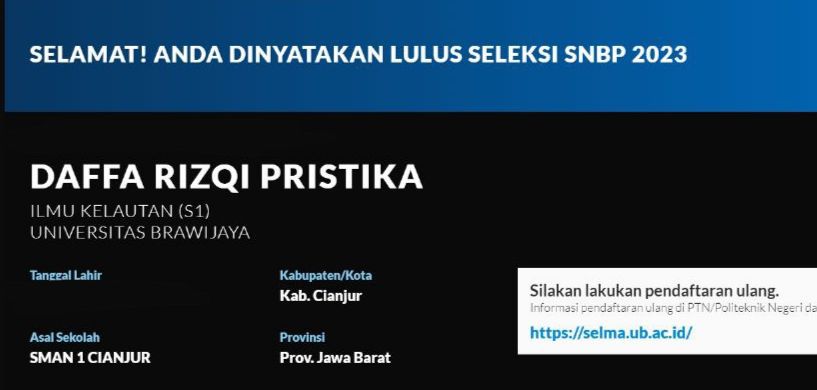 SELAMAT! ANDA DINYATAKAN LULUS SELEKSI SNBP 2023
DAFFA RIZQI PRISTIKA
ILMU KELAUTAN (S1)
UNIVERSITAS BRAWIJAYA
Tanggal Lahir
Kabupaten/Kota
Kab. Cianjur
Asal Sekolah
SMAN 1 CIANJUR
Provinsi
Prov. Jawa Barat
Silakan lakukan pendaftaran ulang.
Informasi pendaftaran ulang di PTN/Politeknik Negeri da
https://selma.ub.ac.id/